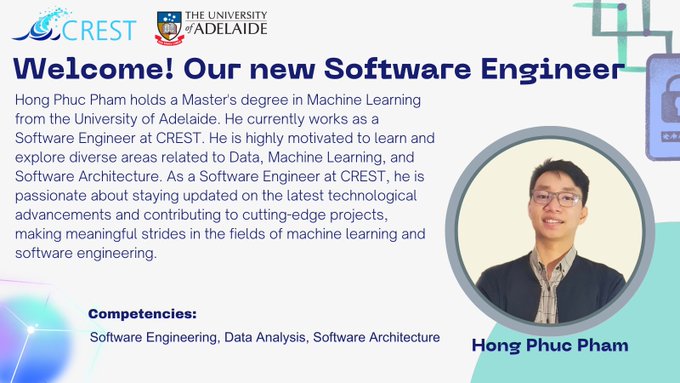 CREST
THE UNIVERSITY
of ADELAIDE
Welcome! Our new Software Engineer
Hong Phuc Pham holds a Master's degree in Machine Learning
from the University of Adelaide. He currently works as a
Software Engineer at CREST. He is highly motivated to learn and
explore diverse areas related to Data, Machine Learning, and
Software Architecture. As a Software Engineer at CREST, he is
passionate about staying updated on the latest technological
advancements and contributing to cutting-edge projects,
making meaningful strides in the fields of machine learning and
software engineering.
Competencies:
Software Engineering, Data Analysis, Software Architecture
Hong Phuc Pham